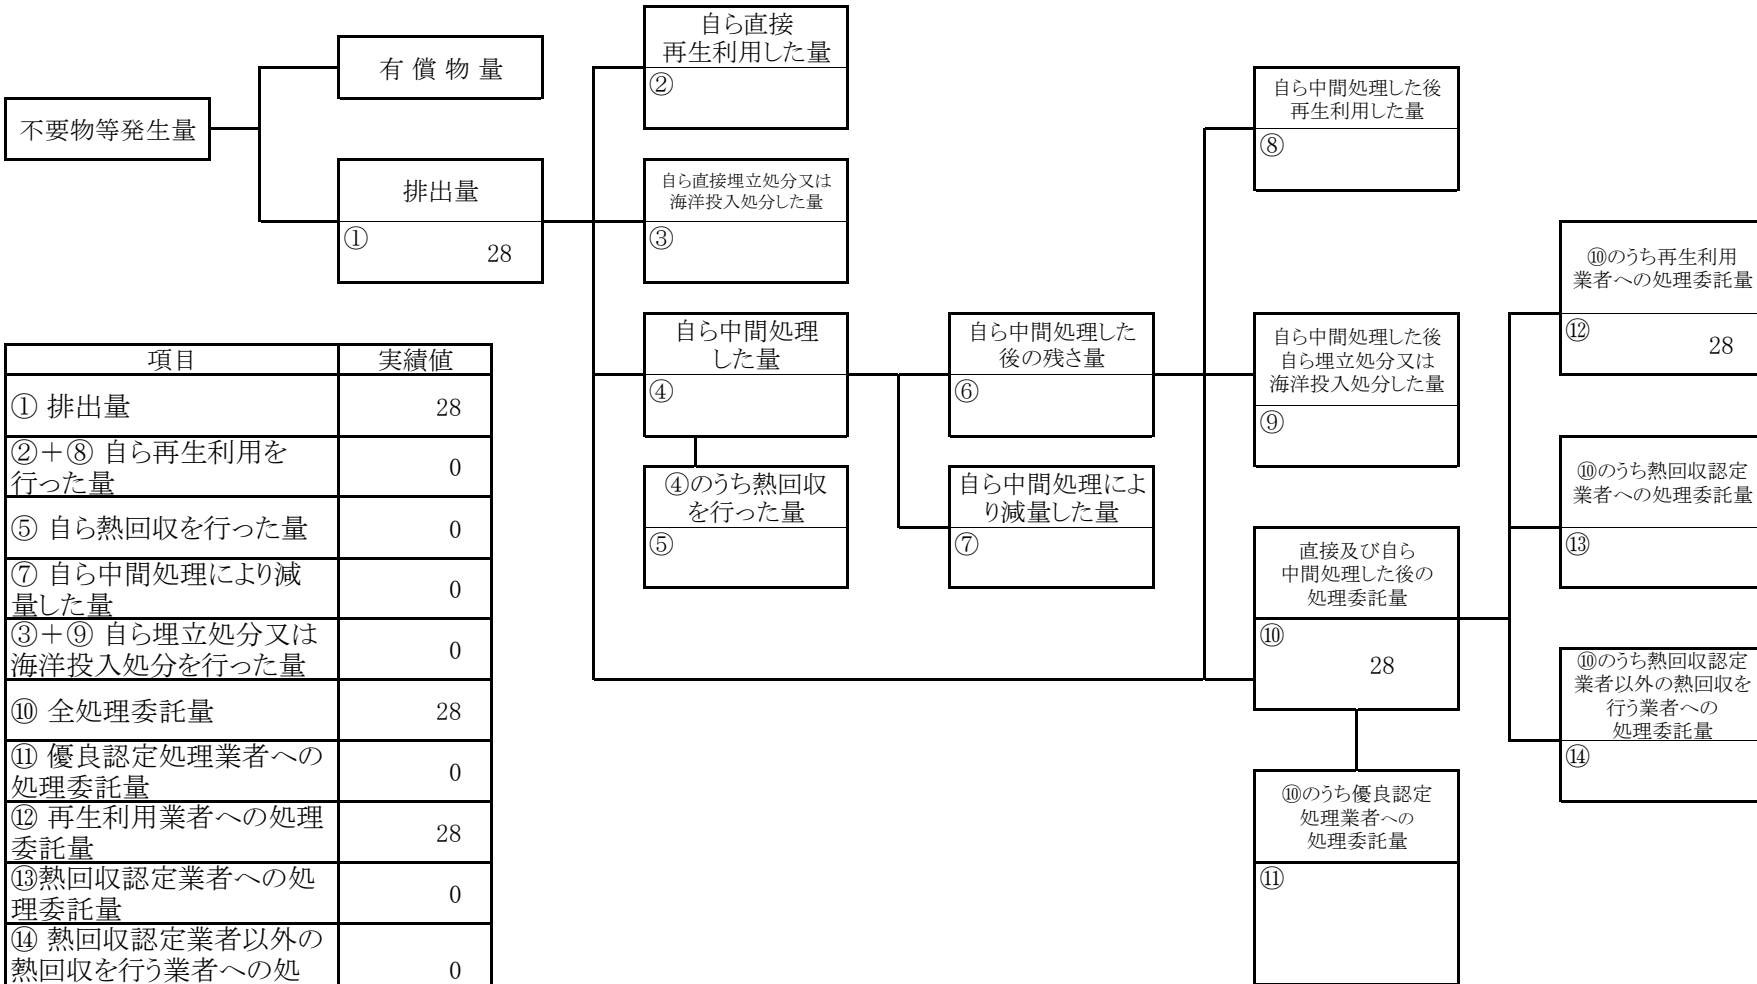 不要物等発生量
有 償 物 量
排出量
①
28
自ら直接
再生利用した量
②
自ら直接埋立処分又は
海洋投入処分した量
③
自ら中間処理
した量
④
④のうち熱回収
を行った量
⑤
自ら中間処理した
後の残さ量
⑥
自ら中間処理によ
り減量した量
⑦
自ら中間処理した後
再生利用した量
⑧
自ら中間処理した後
自ら埋立処分又は
海洋投入処分した量
⑨
直接及び自ら
中間処理した後の
処理委託量
⑩
28
⑩のうち優良認定
処理業者への
処理委託量
⑪
⑩のうち再生利用
業者への処理委託量
⑫
28
⑩のうち熱回収認定
業者への処理委託量
⑬
⑩のうち熱回収認定
業者以外の熱回収を
行う業者への
処理委託量
⑭
項目 実績値
① 排出量 28
②＋⑧ 自ら再生利用を
行った量 0
⑤ 自ら熱回収を行った量 0
⑦ 自ら中間処理により減
量した量 0
③＋⑨ 自ら埋立処分又は
海洋投入処分を行った量 0
⑩ 全処理委託量 28
⑪ 優良認定処理業者への
処理委託量 0
⑫ 再生利用業者への処理
委託量 28
⑬熱回収認定業者への処
理委託量 0
⑭ 熱回収認定業者以外の
熱回収を行う業者への処 0